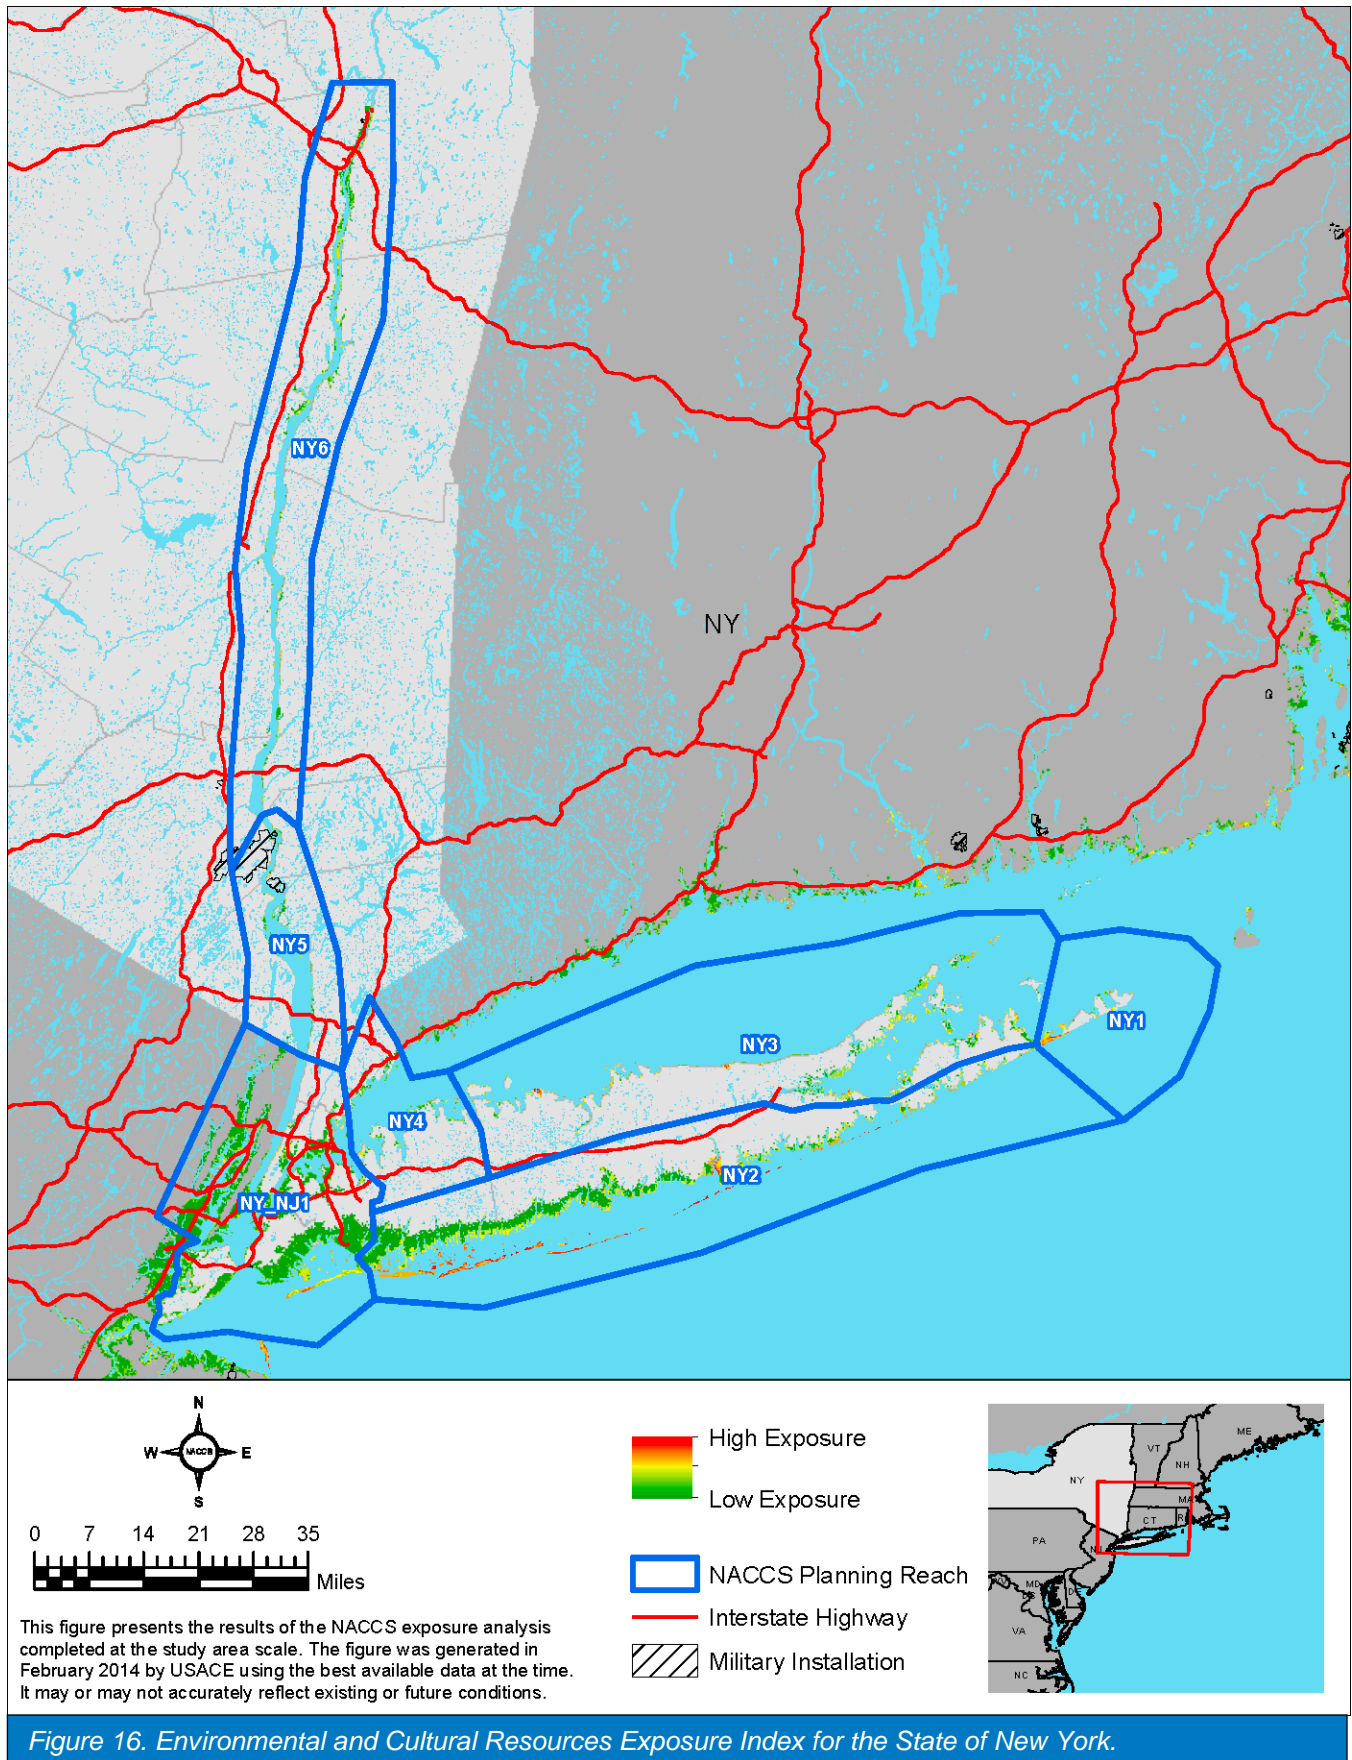 NY6
NY
NY5
NY1
NY3
NY4
NY2
NY_NJ1
N
W NACCS E
S
0 7 14 21 28 35
Miles
High Exposure
Low Exposure
NACCS Planning Reach
Interstate Highway
Military Installation
ME
VT
NH
NY
MA
CT
PA
NJ
MD
DE
VA
NC
This figure presents the results of the NACCS exposure analysis
completed at the study area scale. The figure was generated in
February 2014 by USACE using the best available data at the time.
It may or may not accurately reflect existing or future conditions.
Figure 16. Environmental and Cultural Resources Exposure Index for the State of New York.